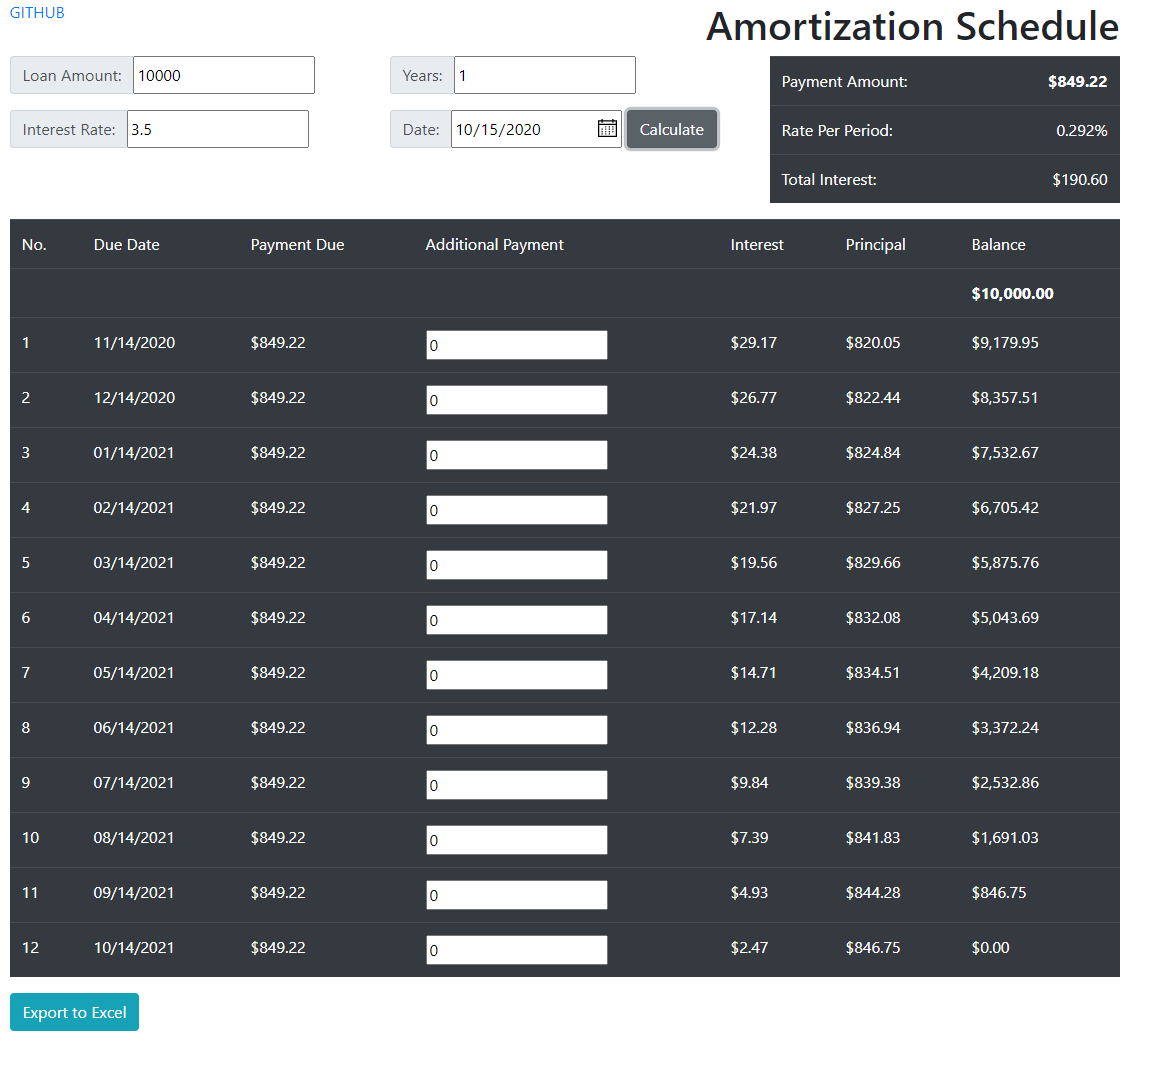 GITHUB
Amortization Schedule
Loan Amount: 10000
Years: 1
Interest Rate: 3.5
Date: 10/15/2020
Calculate
Payment Amount: $849.22
Rate Per Period: 0.292%
Total Interest: $190.60
No. Due Date Payment Due Additional Payment Interest Principal Balance
$10,000.00
1 11/14/2020 $849.22 0 $29.17 $820.05 $9,179.95
2 12/14/2020 $849.22 0 $26.77 $822.44 $8,357.51
3 01/14/2021 $849.22 0 $24.38 $824.84 $7,532.67
4 02/14/2021 $849.22 0 $21.97 $827.25 $6,705.42
5 03/14/2021 $849.22 0 $19.56 $829.66 $5,875.76
6 04/14/2021 $849.22 0 $17.14 $832.08 $5,043.69
7 05/14/2021 $849.22 0 $14.71 $834.51 $4,209.18
8 06/14/2021 $849.22 0 $12.28 $836.94 $3,372.24
9 07/14/2021 $849.22 0 $9.84 $839.38 $2,532.86
10 08/14/2021 $849.22 0 $7.39 $841.83 $1,691.03
11 09/14/2021 $849.22 0 $4.93 $844.28 $846.75
12 10/14/2021 $849.22 0 $2.47 $846.75 $0.00
Export to Excel